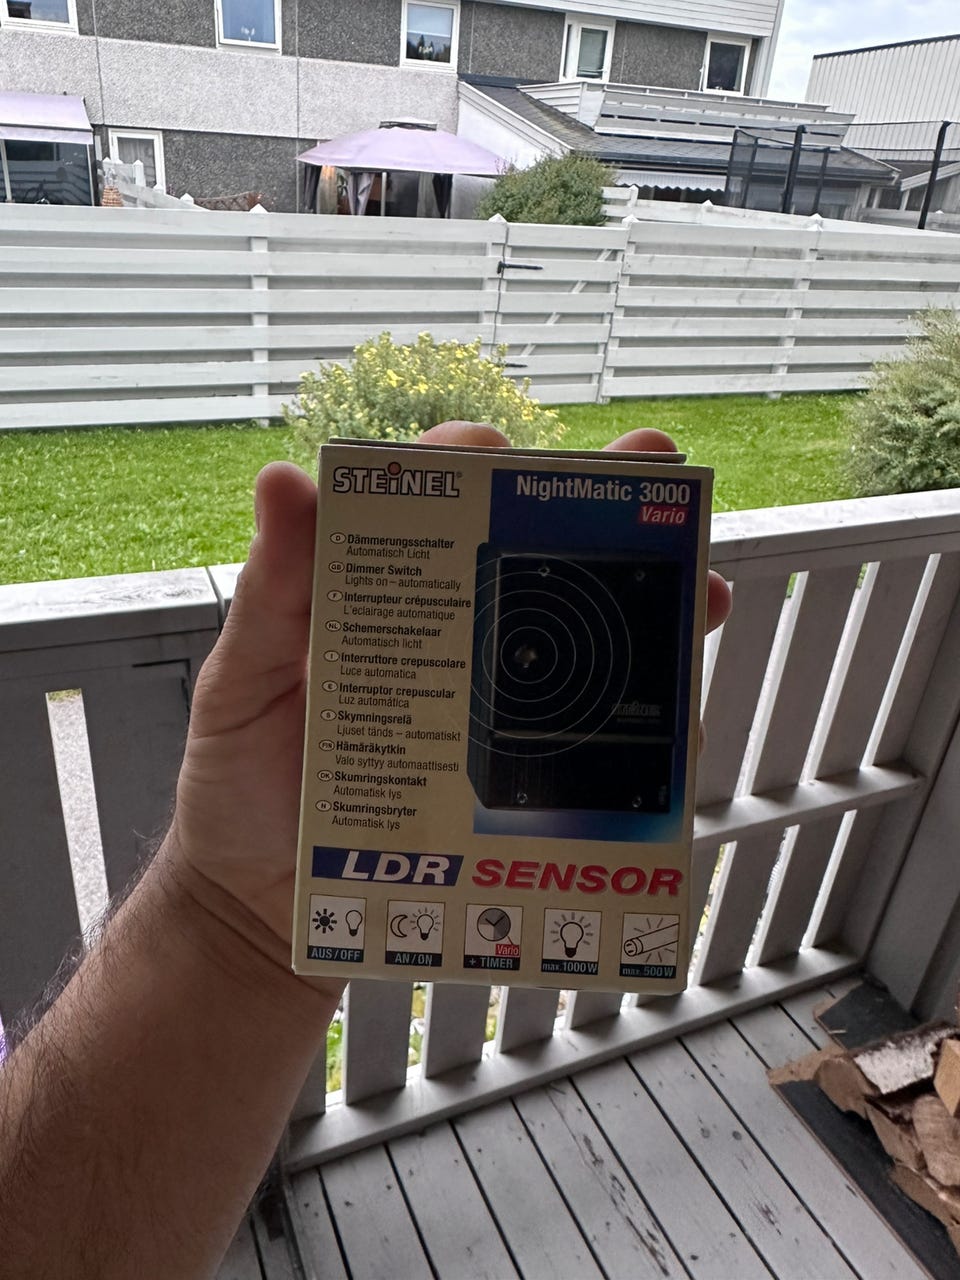 STEiNEL®
NightMatic 3000
Vario
D Dämmerungsschalter
Automatisch Licht
GB Dimmer Switch
Lights on – automatically
F Interrupteur crépusculaire
L'eclairage automatique
NL Schemerschakelaar
Automatisch licht
I Interruttore crepuscolare
Luce automatica
E Interruptor crepuscular
Luz automática
S Skymningsrelä
Ljuset tänds – automatiskt
FIN Hämäräkytkin
Valo syttyy automaattisesti
DK Skumringskontakt
Automatisk lys
N Skumringsbryter
Automatisk lys
STEiNEL
LDR SENSOR
AUS / OFF
AN / ON
Vario
+ TIMER
max. 1000 W
max. 500 W